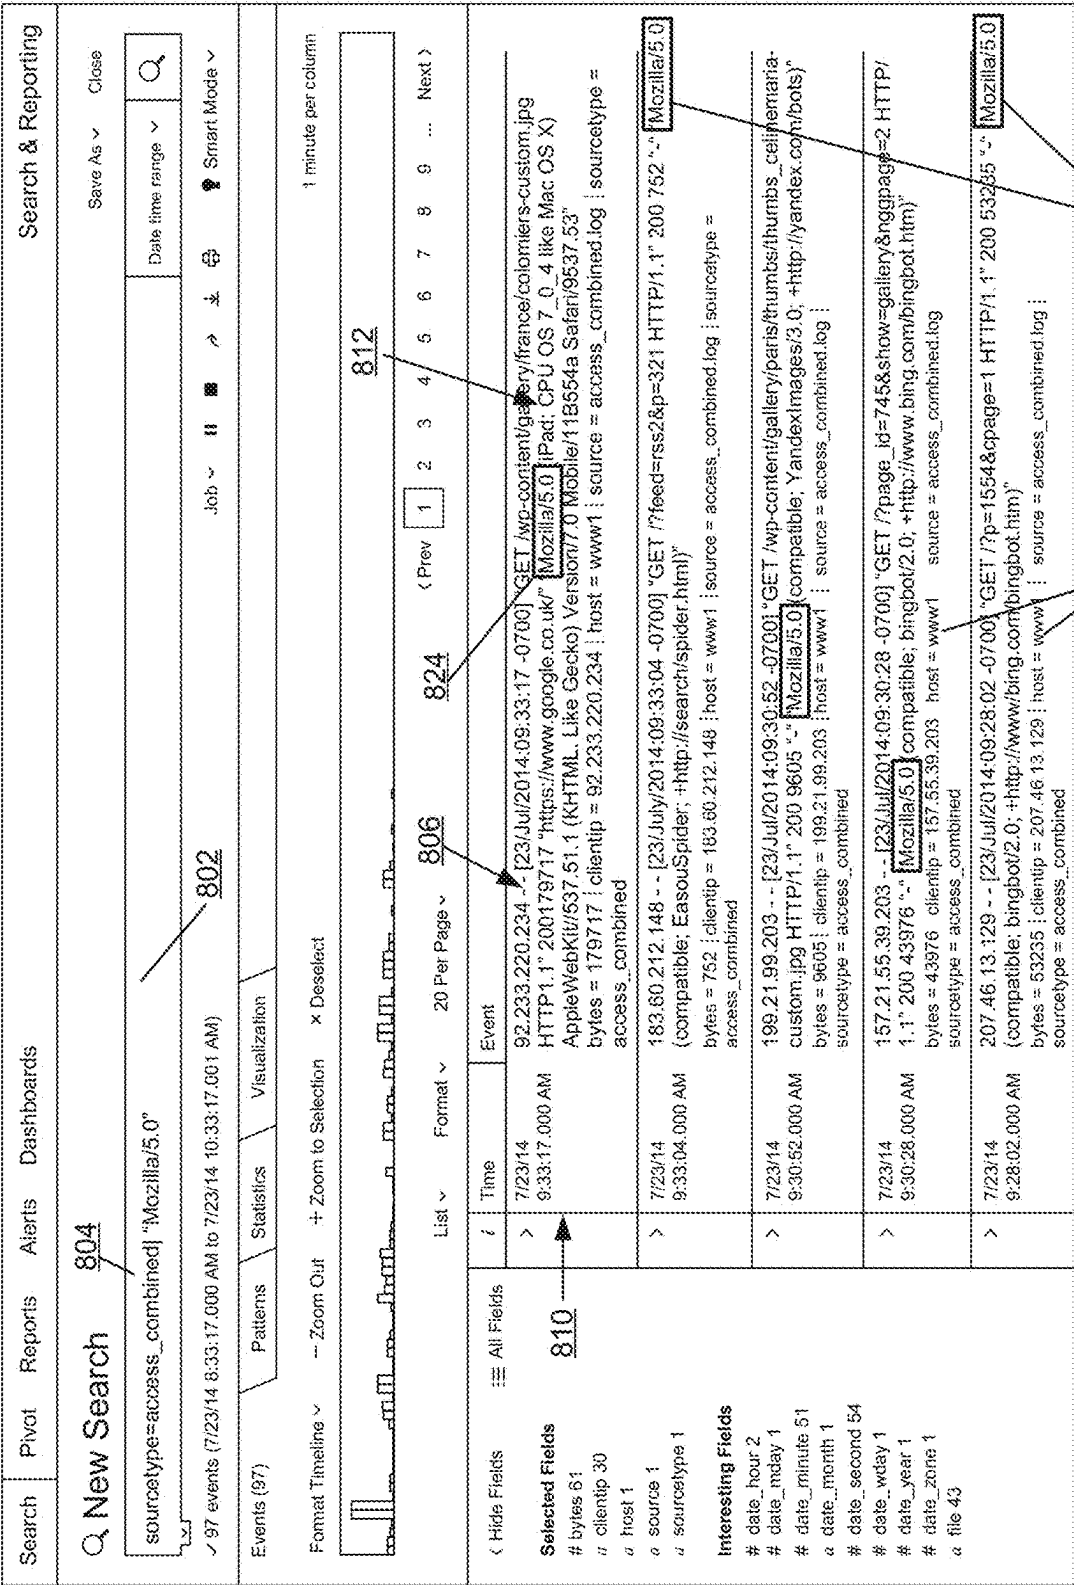 Search Pivot Reports Alerts Dashboards Search & Reporting
New Search Save As Close
804
sourcetype=access_combined| "Mozilla/5.0" Date time range
802
✓ 97 events (7/23/14 8:33:17.000 AM to 7/23/14 10:33:17.001 AM) Job Smart Mode
Events (97) Patterns Statistics Visualization
Format Timeline — Zoom Out + Zoom to Selection × Deselect 1 minute per column
812
List Format 20 Per Page < Prev 1 2 3 4 5 6 7 8 9 ... Next >
806
824
< Hide Fields All Fields
i Time Event
Selected Fields
# bytes 61
a clientip 30
a host 1
a source 1
a sourcetype 1
Interesting Fields
# date_hour 2
# date_mday 1
# date_minute 51
a date_month 1
# date_second 54
# date_wday 1
# date_year 1
# date_zone 1
a file 43
810
> 7/23/14
9:33:17.000 AM
92.233.220.234 - - [23/Jul/2014:09:33:17 -0700] "GET /wp-content/gallery/france/colomiers-custom.jpg
HTTP1.1" 200179717 "https://www.google.co.uk/" "Mozilla/5.0 (iPad; CPU OS 7_0_4 like Mac OS X)
AppleWebKit//537.51.1 (KHTML. Like Gecko) Version/7.0 Mobile/11B554a Safari/9537.53"
bytes = 179717 | clientip = 92.233.220.234 | host = www1 | source = access_combined.log | sourcetype =
access_combined
> 7/23/14
9:33:04.000 AM
183.60.212.148 - - [23/July/2014:09:33:04 -0700] "GET /?feed=rss2&p=321 HTTP/1.1" 200 752 "-" "Mozilla/5.0
(compatible; EasouSpider; +http://search/spider.html)"
bytes = 752 | clientip = 183.60.212.148 | host = www1 | source = access_combined.log | sourcetype =
access_combined
> 7/23/14
9:30:52.000 AM
199.21.99.203 - - [23/Jul/2014:09:30:52 -0700] "GET /wp-content/gallery/paris/thumbs/thumbs_celinemaria-
custom.jpg HTTP/1.1" 200 9605 "-" "Mozilla/5.0 (compatible; YandexImages/3.0; +http://yandex.com/bots)"
bytes = 9605 | clientip = 199.21.99.203 | host = www1 | source = access_combined.log |
sourcetype = access_combined
> 7/23/14
9:30:28.000 AM
157.21.55.39.203 - - [23/Jul/2014:09:30:28 -0700] "GET /?page_id=745&show=gallery&nggpage=2 HTTP/
1.1" 200 43976 "-" "Mozilla/5.0 (compatible; bingbot/2.0; +http://www.bing.com/bingbot.htm)"
bytes = 43976 clientip = 157.55.39.203 host = www1 source = access_combined.log
sourcetype = access_combined
> 7/23/14
9:28:02.000 AM
207.46.13.129 - - [23/Jul/2014:09:28:02 -0700] "GET /?p=1554&cpage=1 HTTP/1.1" 200 53235 "-" "Mozilla/5.0
(compatible; bingbot/2.0; +http://www/bing.com/bingbot.htm)"
bytes = 53235 | clientip = 207.46.13.129 | host = www1 | source = access_combined.log |
sourcetype = access_combined